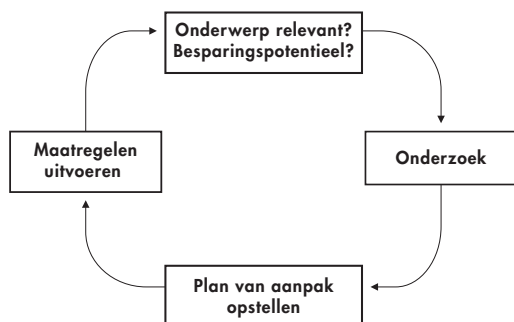 Onderwerp relevant?
Besparingspotentieel?
Onderzoek
Plan van aanpak
opstellen
Maatregelen
uitvoeren